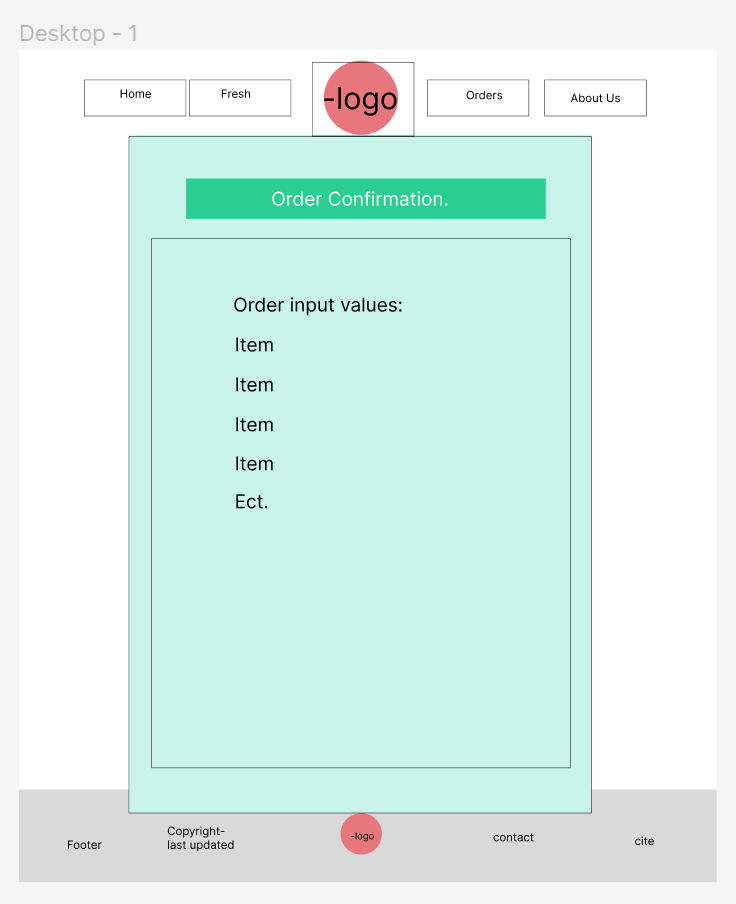 Desktop - 1
Home
Fresh
-logo
Orders
About Us
Order Confirmation.
Order input values:
Item
Item
Item
Item
Ect.
Footer
Copyright-
last updated
-logo
contact
cite